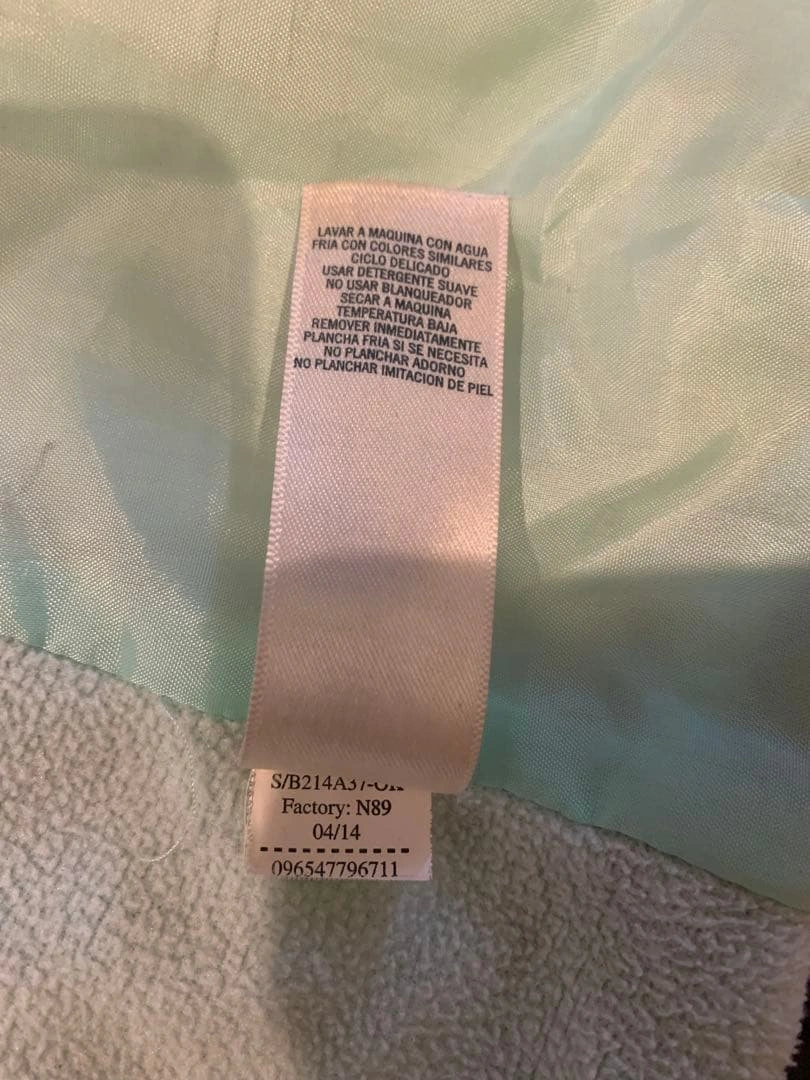 LAVAR A MAQUINA CON AGUA
FRIA CON COLORES SIMILARES
CICLO DELICADO
USAR DETERGENTE SUAVE
NO USAR BLANQUEADOR
SECAR A MAQUINA
TEMPERATURA BAJA
REMOVER INMEDIATAMENTE
PLANCHA FRIA SI SE NECESITA
NO PLANCHAR ADORNO
NO PLANCHAR IMITACION DE PIEL
Factory: N89
04/14
096547796711